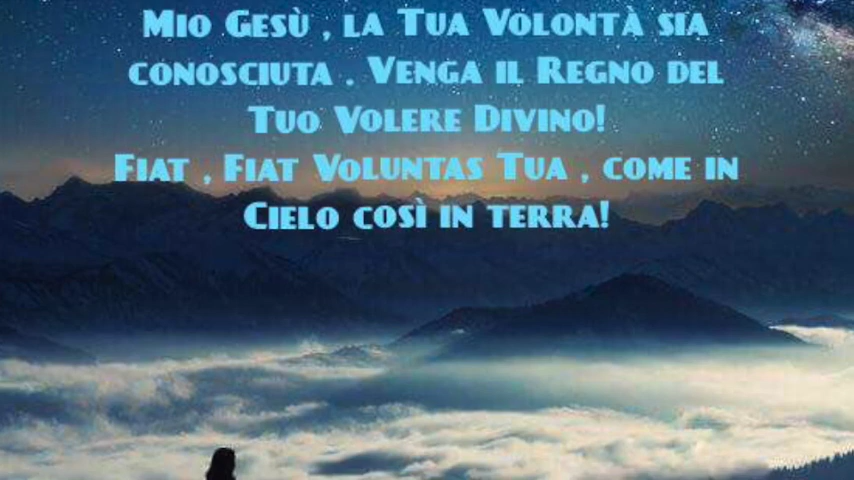 Mio Gesù , la Tua Volontà sia
conosciuta . Venga il Regno del
Tuo Volere Divino!
Fiat , Fiat Voluntas Tua , come in
Cielo così in terra!